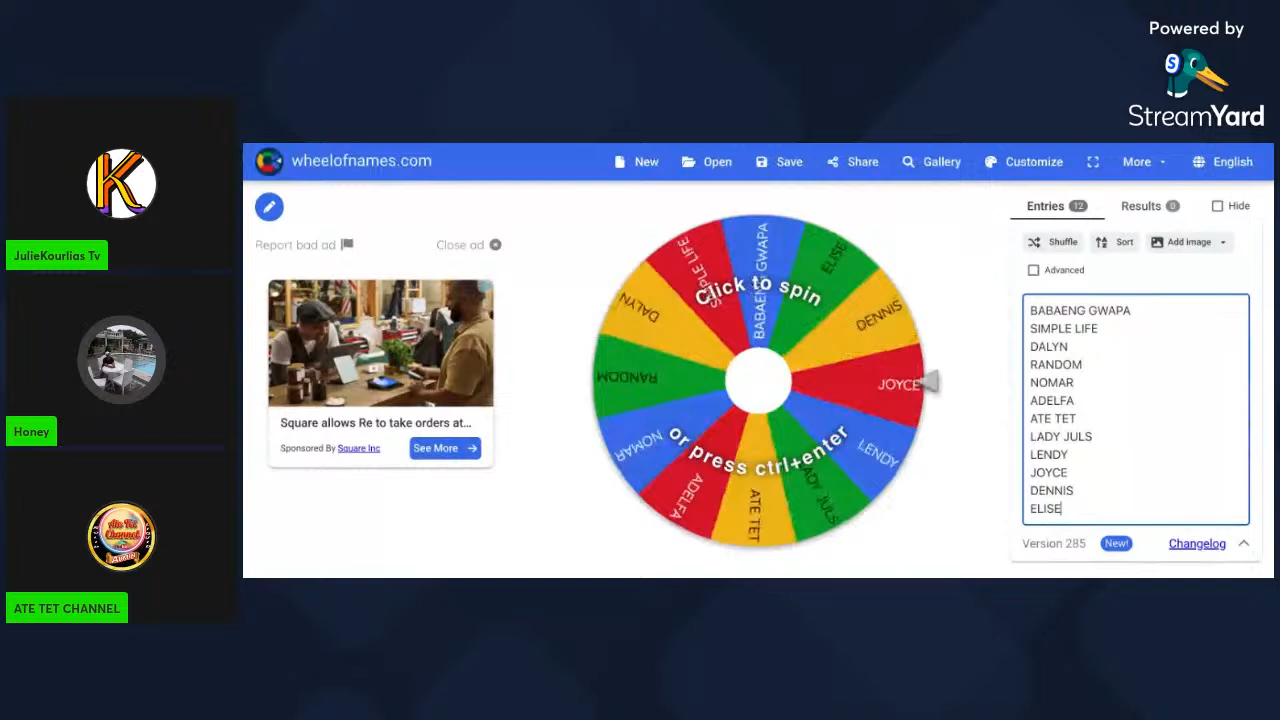 Powered by
StreamYard
K
JulieKourlias Tv
Honey
Ate Tet
Channel
ATE TET CHANNEL
wheelofnames.com
New
Open
Save
Share
Gallery
Customize
More
English
Report bad ad
Close ad
Square allows Re to take orders at...
Sponsored By Square Inc
See More
Click to spin
or press ctrl+enter
BABAENG GWAPA
ELISE
DENNIS
JOYCE
LENDY
LADY JULS
ATE TET
ADELFA
NOMAR
RANDOM
DALYN
SIMPLE LIFE
Entries 12
Results 0
Hide
Shuffle
Sort
Add image
Advanced
BABAENG GWAPA
SIMPLE LIFE
DALYN
RANDOM
NOMAR
ADELFA
ATE TET
LADY JULS
LENDY
JOYCE
DENNIS
ELISE
Version 285
New!
Changelog